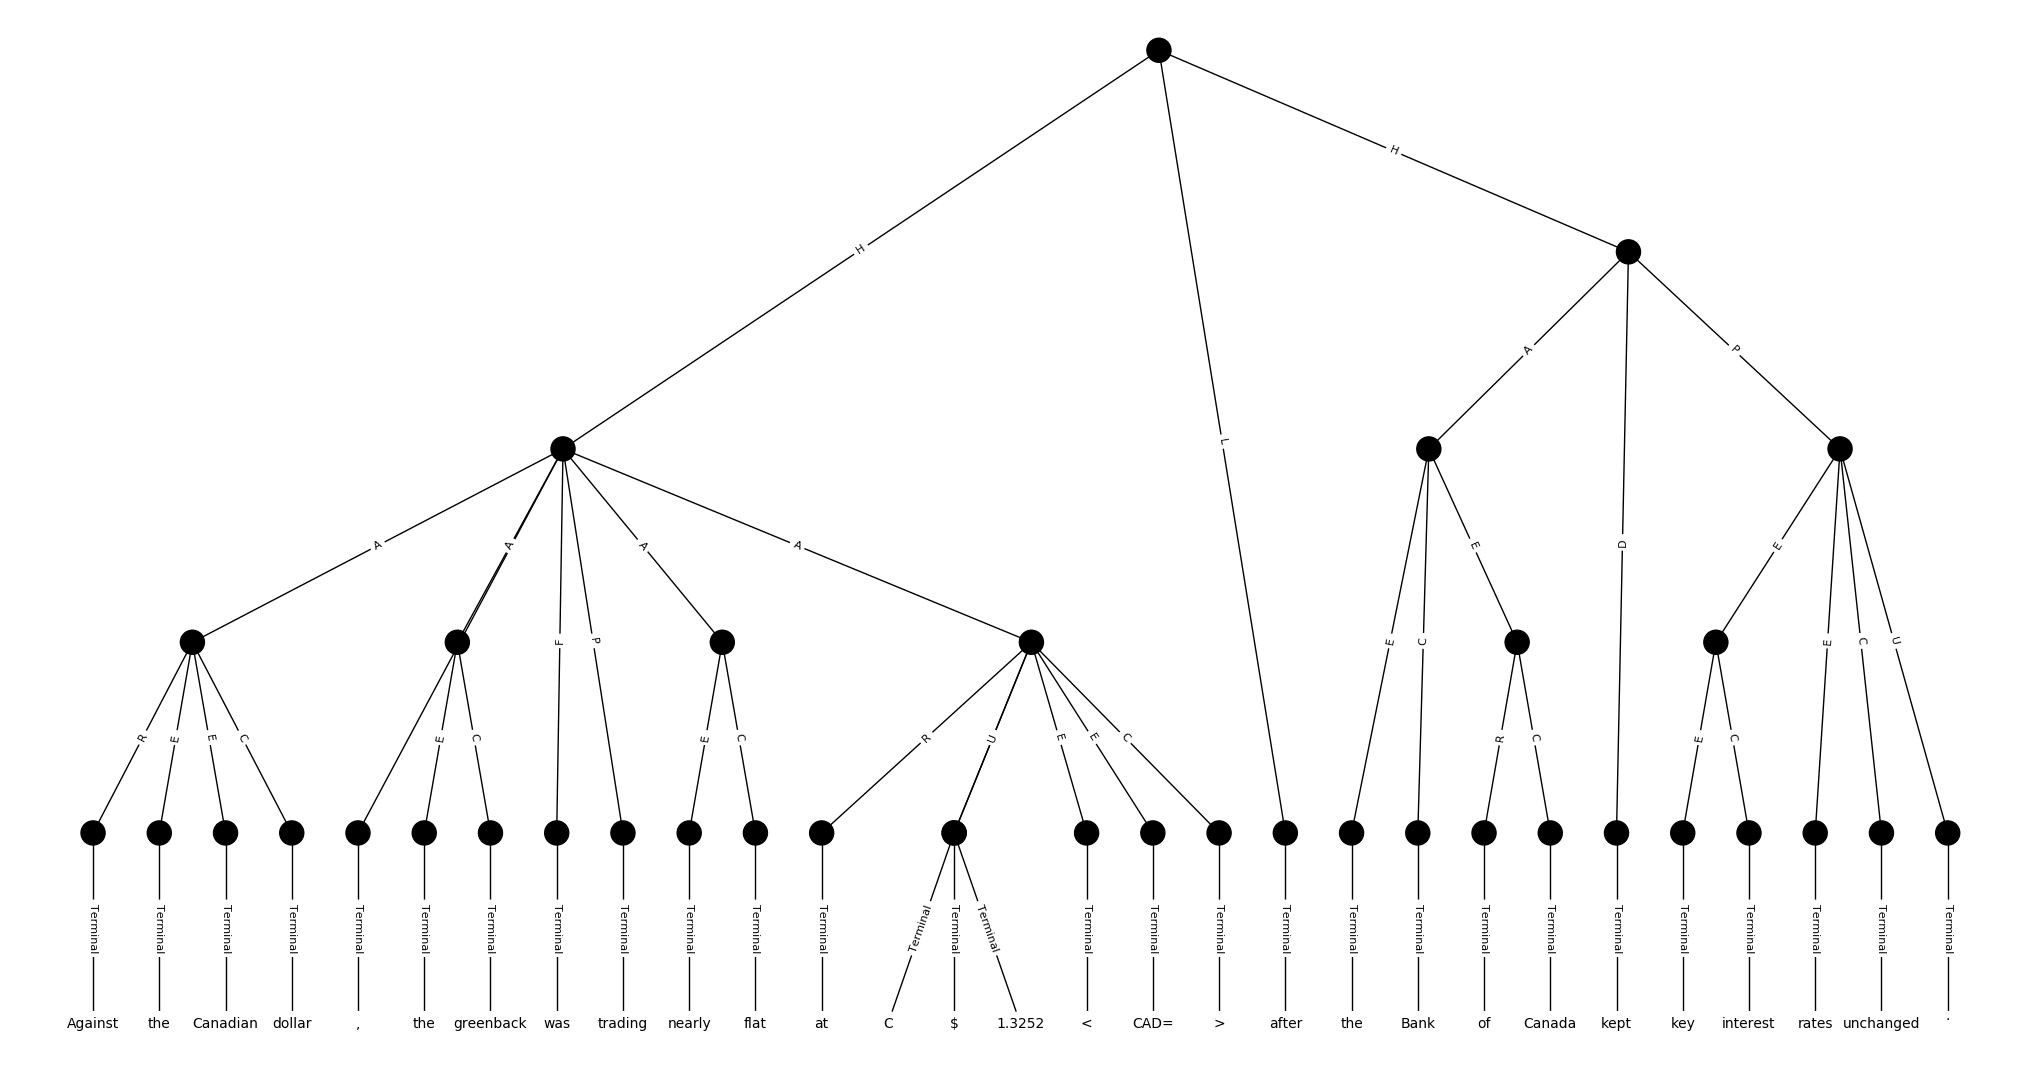 H
H
A
P
L
A
A
A
A
D
E
E
F
P
E
C
E
C
U
R
E
E
C
E
C
E
C
R
U
E
E
C
R
C
E
C
Terminal Terminal Terminal Terminal Terminal Terminal Terminal Terminal Terminal Terminal Terminal Terminal Terminal Terminal Terminal Terminal Terminal Terminal Terminal Terminal Terminal Terminal Terminal Terminal Terminal Terminal Terminal Terminal Terminal
Against the Canadian dollar , the greenback was trading nearly flat at C $ 1.3252 < CAD= > after the Bank of Canada kept key interest rates unchanged .